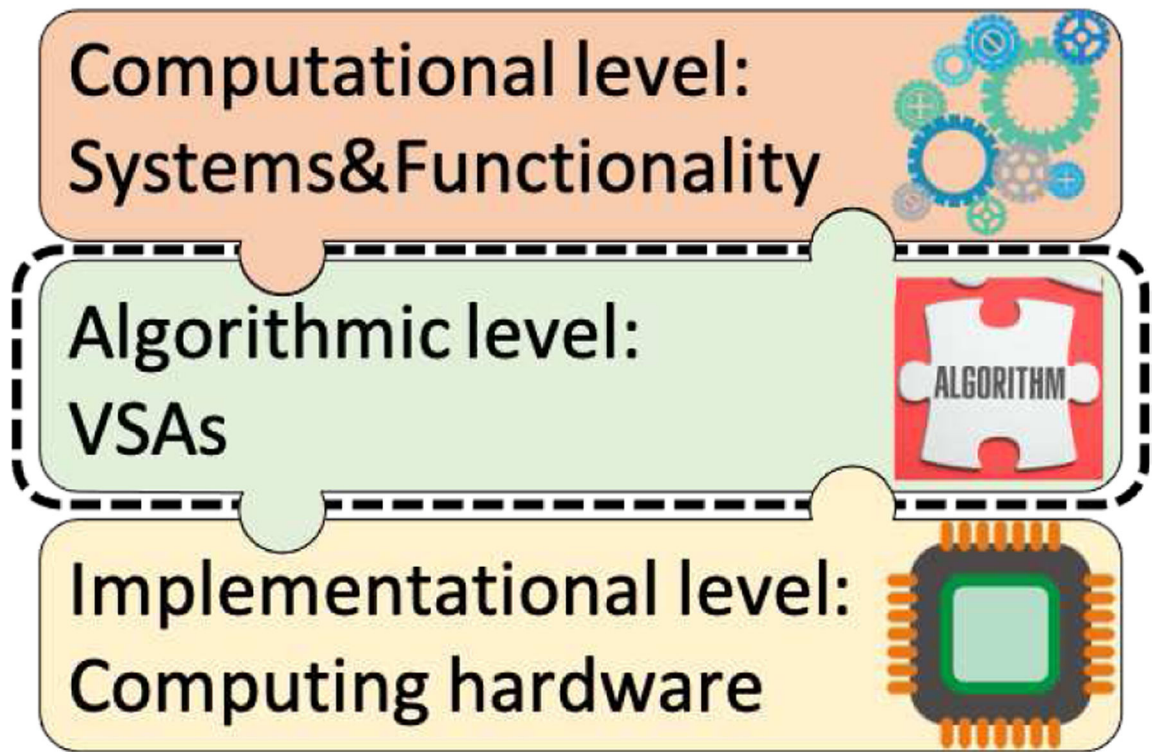 Computational level:
Systems&Functionality
Algorithmic level:
VSAs
ALGORITHM
Implementational level:
Computing hardware